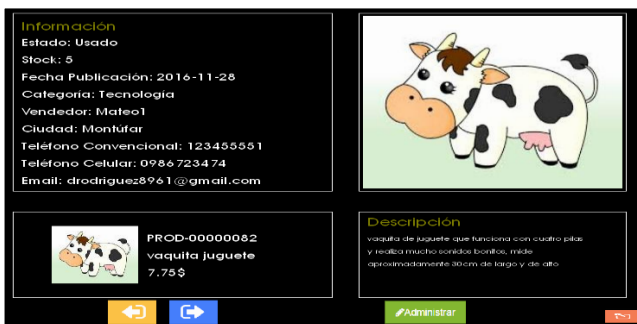 Información
Estado: Usado
Stock: 5
Fecha Publicación: 2016-11-28
Categoría: Tecnología
Vendedor: Mateo1
Ciudad: Montúfar
Teléfono Convencional: 123455551
Teléfono Celular: 0986723474
Email: drodriguez8961@gmail.com
PROD-00000082
vaquita juguete
7.75$
Descripción
vaquita de juguete que funciona con cuatro pilas
y realiza mucho sonidos bonitos, mide
aproximadamente 30cm de largo y de alto
Administrar